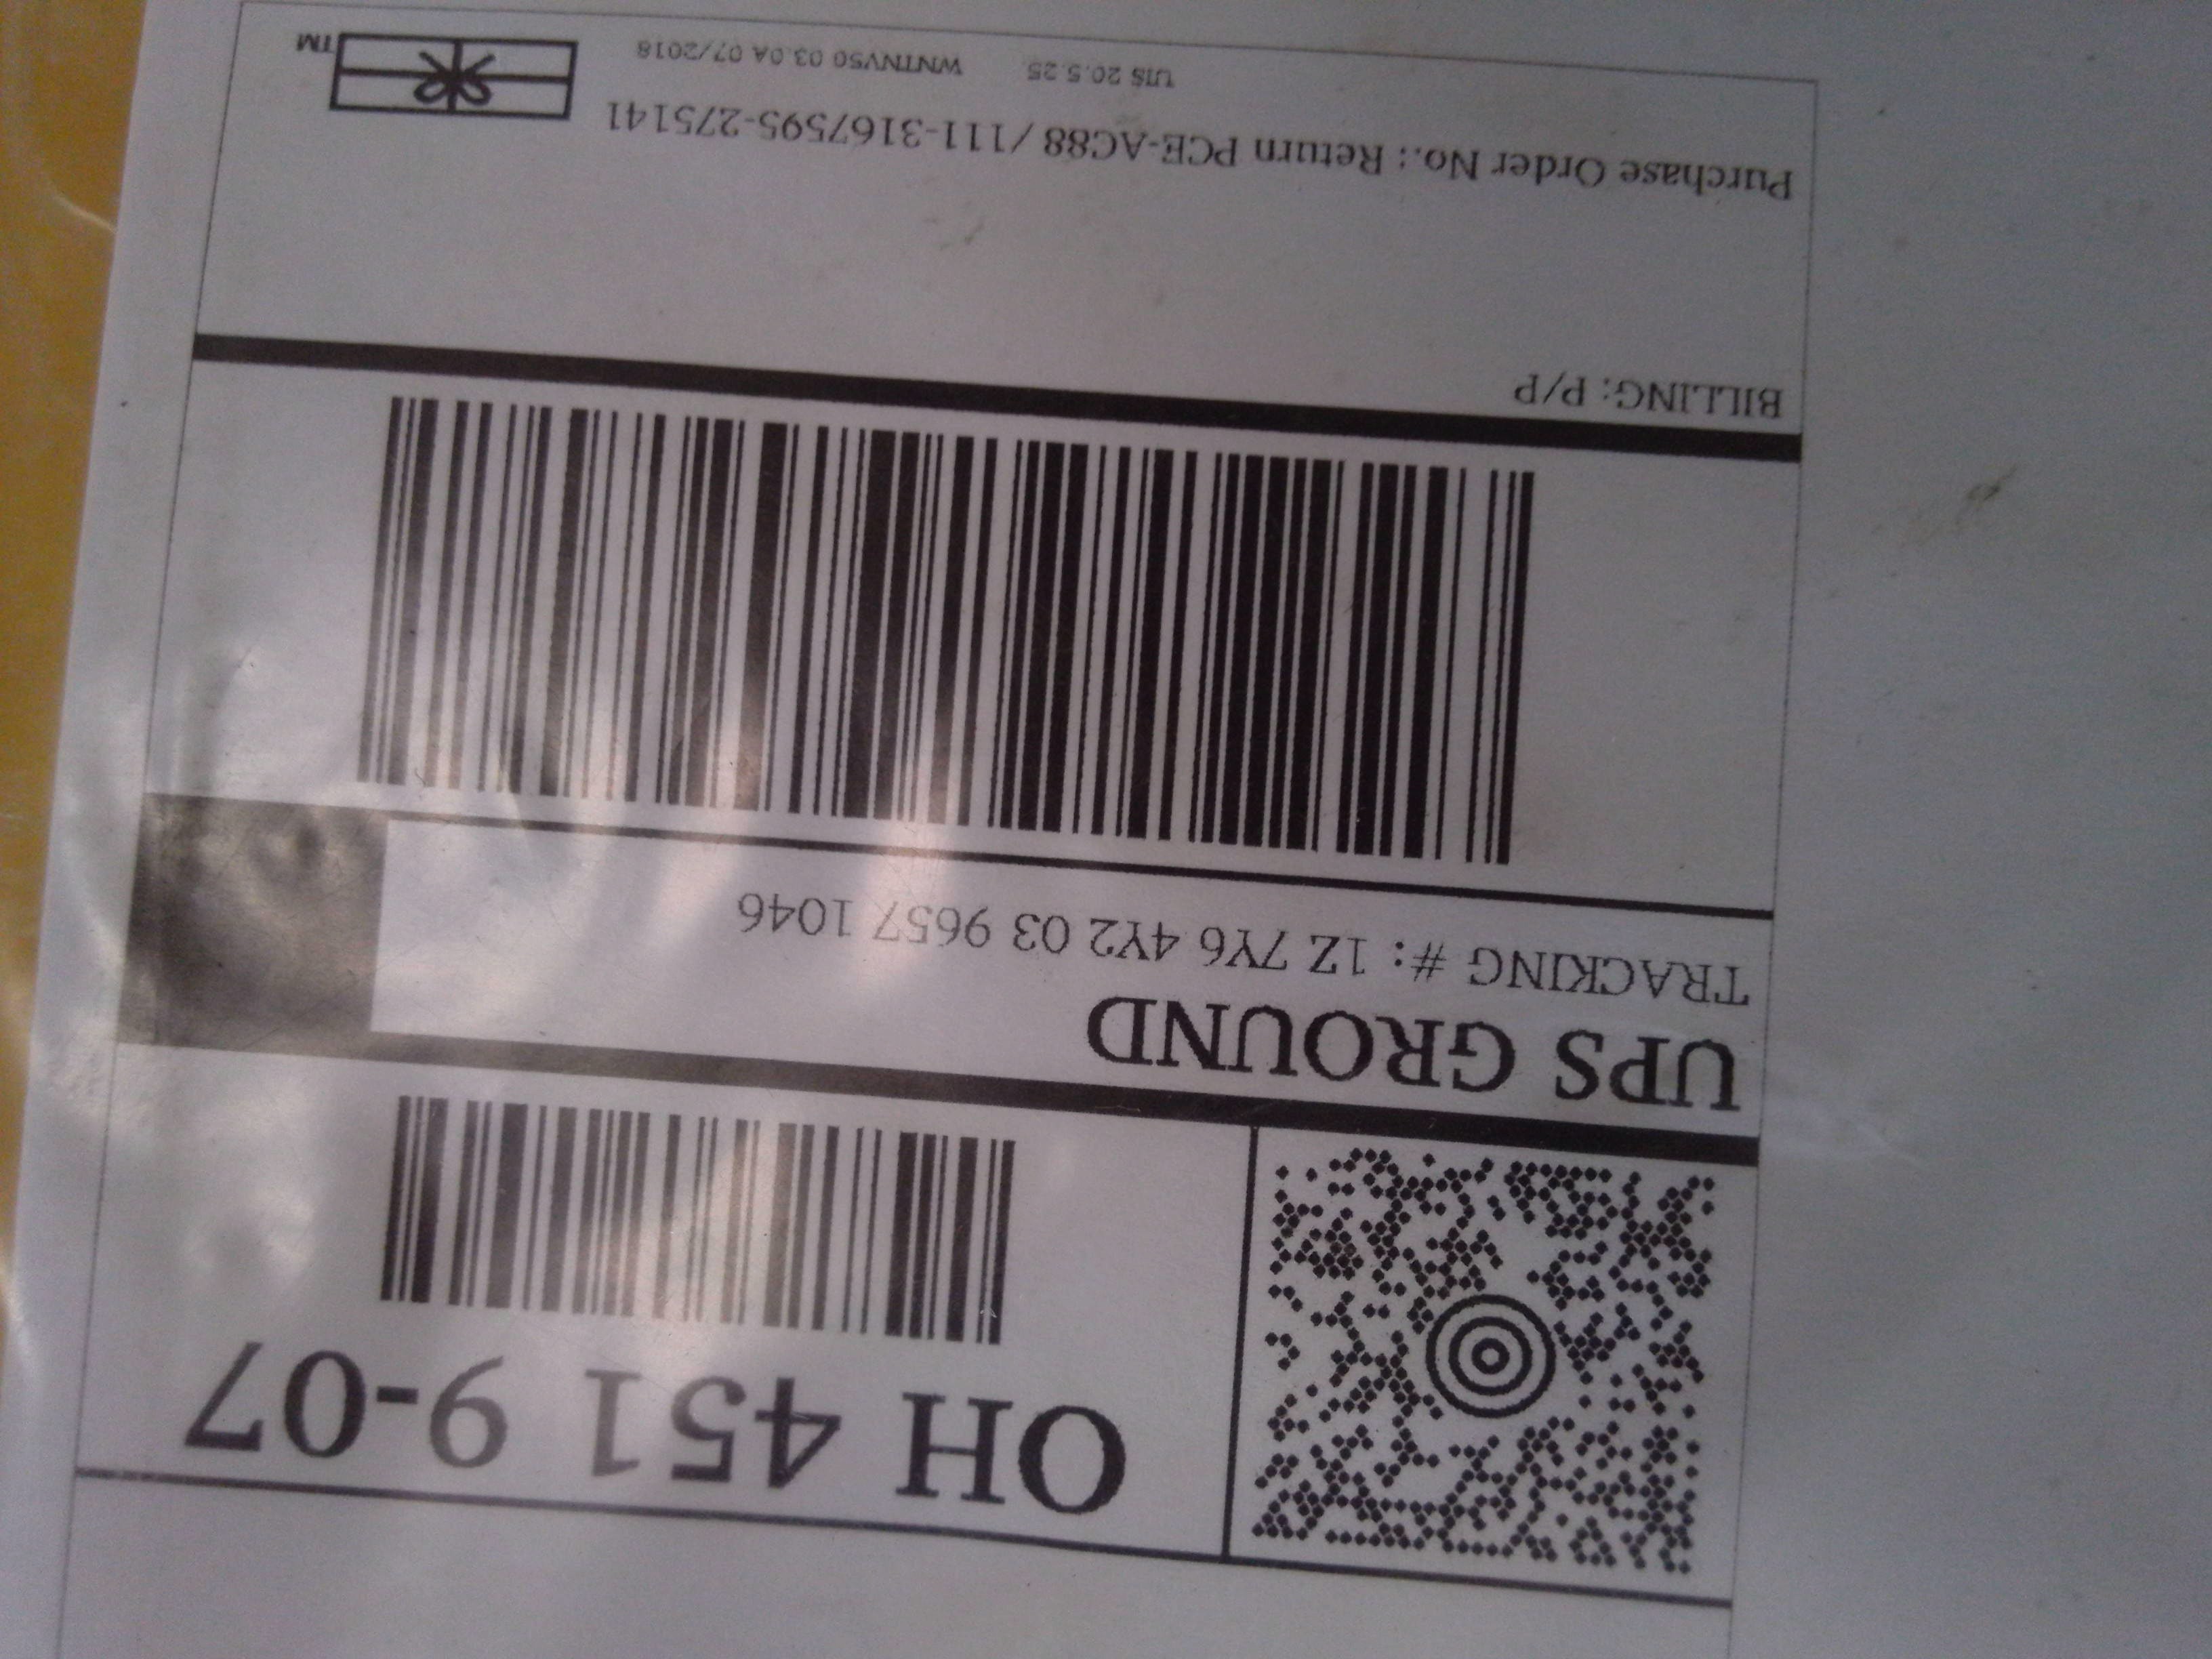 OH 451 9-07
UPS GROUND
TRACKING #: 1Z 7Y6 4Y2 03 9657 1046
BILLING: P/P
Purchase Order No.: Return PCE-AC88 / 111-3167595-275141
UIS 20.5.25 WNTNV50 03.0A 07/2018
TM